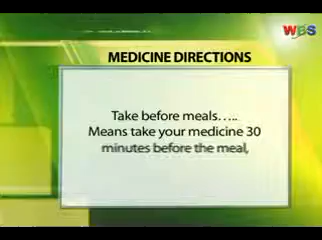 WBS
MEDICINE DIRECTIONS
Take before meals.....
Means take your medicine 30
minutes before the meal,